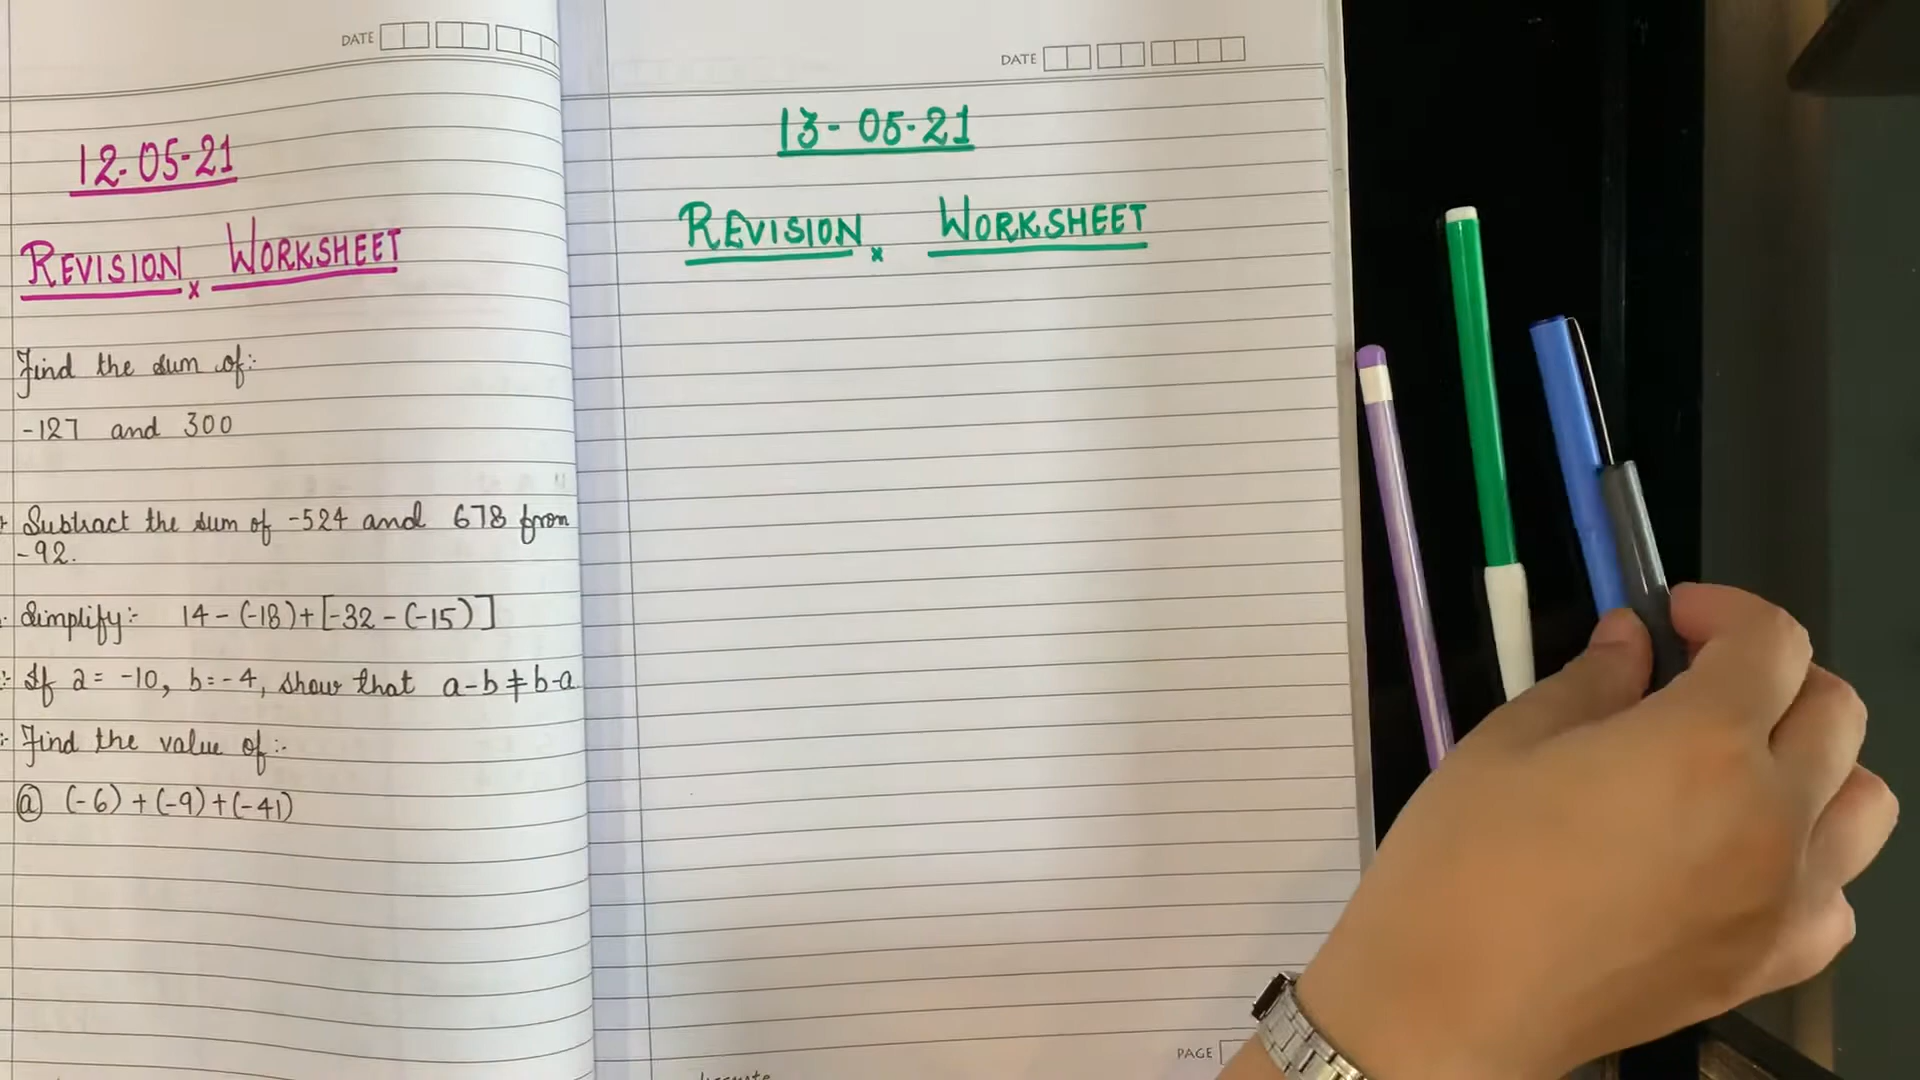 DATE
12-05-21
REVISION x WORKSHEET
Find the sum of:-
-127 and 300
Subtract the sum of -524 and 678 from
-92.
Simplify:- 14-(-18)+[-32-(-15)]
If a = -10, b = -4, show that a-b ≠ b-a
Find the value of:-
ⓐ (-6)+(-9)+(-41)
DATE
13-05-21
REVISION x WORKSHEET
PAGE